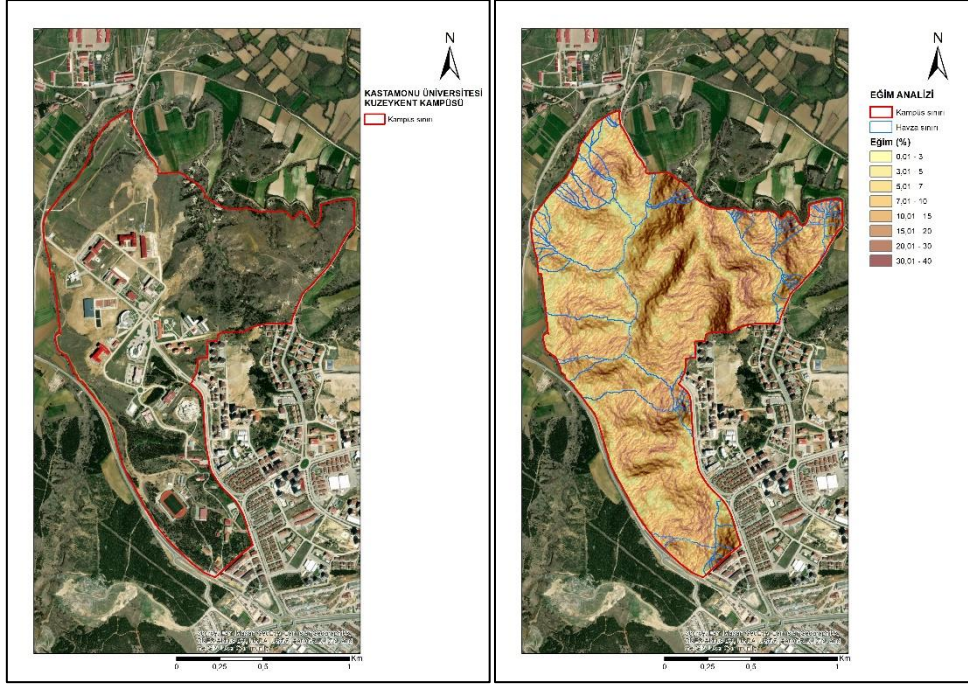 N
KASTAMONU ÜNİVERSİTESİ
KUZEYKENT KAMPÜSÜ
Kampüs sınırı
Km
0 0,25 0,5 1
N
EĞİM ANALİZİ
Kampüs sınırı
Havza sınırı
Eğim (%)
0,01 - 3
3,01 - 5
5,01 - 7
7,01 - 10
10,01 - 15
15,01 - 20
20,01 - 30
30,01 - 40
Km
0 0,25 0,5 1